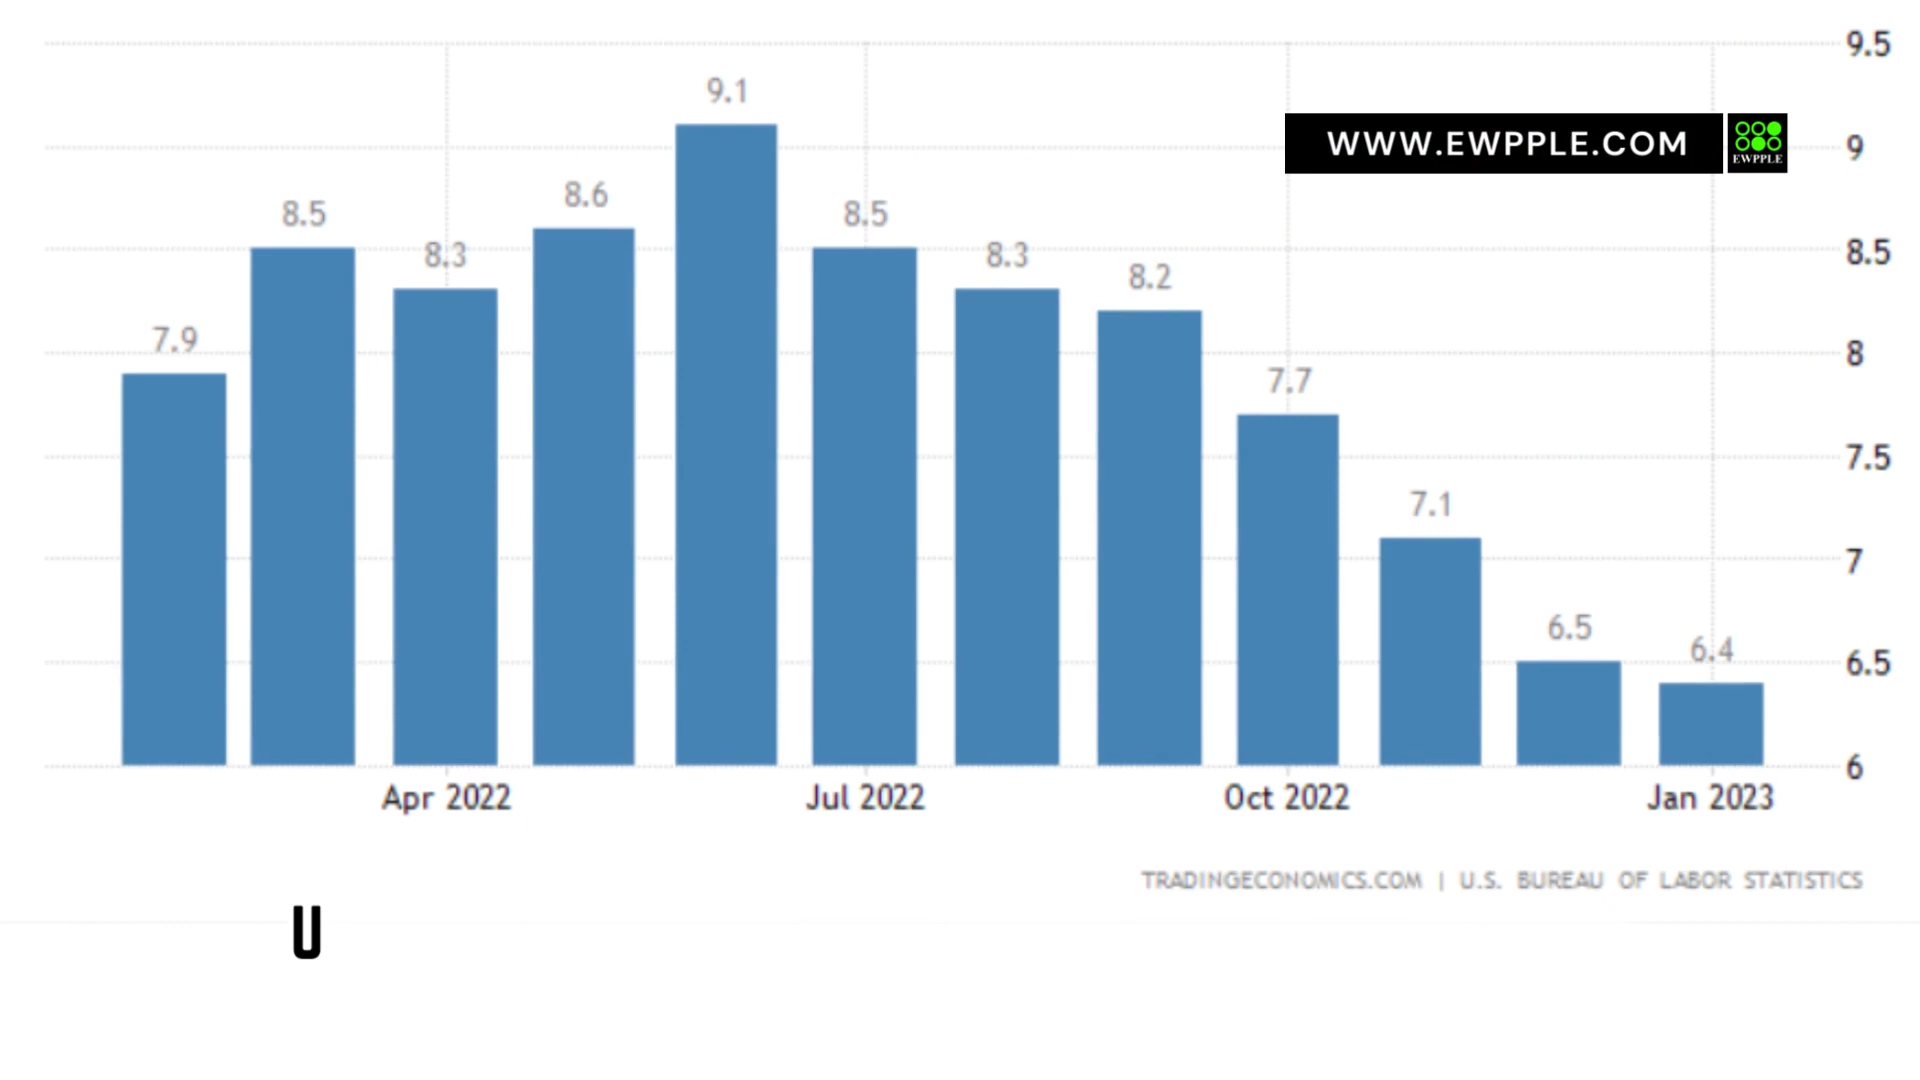 9.5
9.1
WWW.EWPPLE.COM
EWPPLE
9
8.6
8.5
8.5
8.3
8.3
8.5
8.2
7.9
8
7.7
7.5
7.1
7
6.5
6.4
6.5
6
Apr 2022
Jul 2022
Oct 2022
Jan 2023
TRADINGECONOMICS.COM | U.S. BUREAU OF LABOR STATISTICS
U